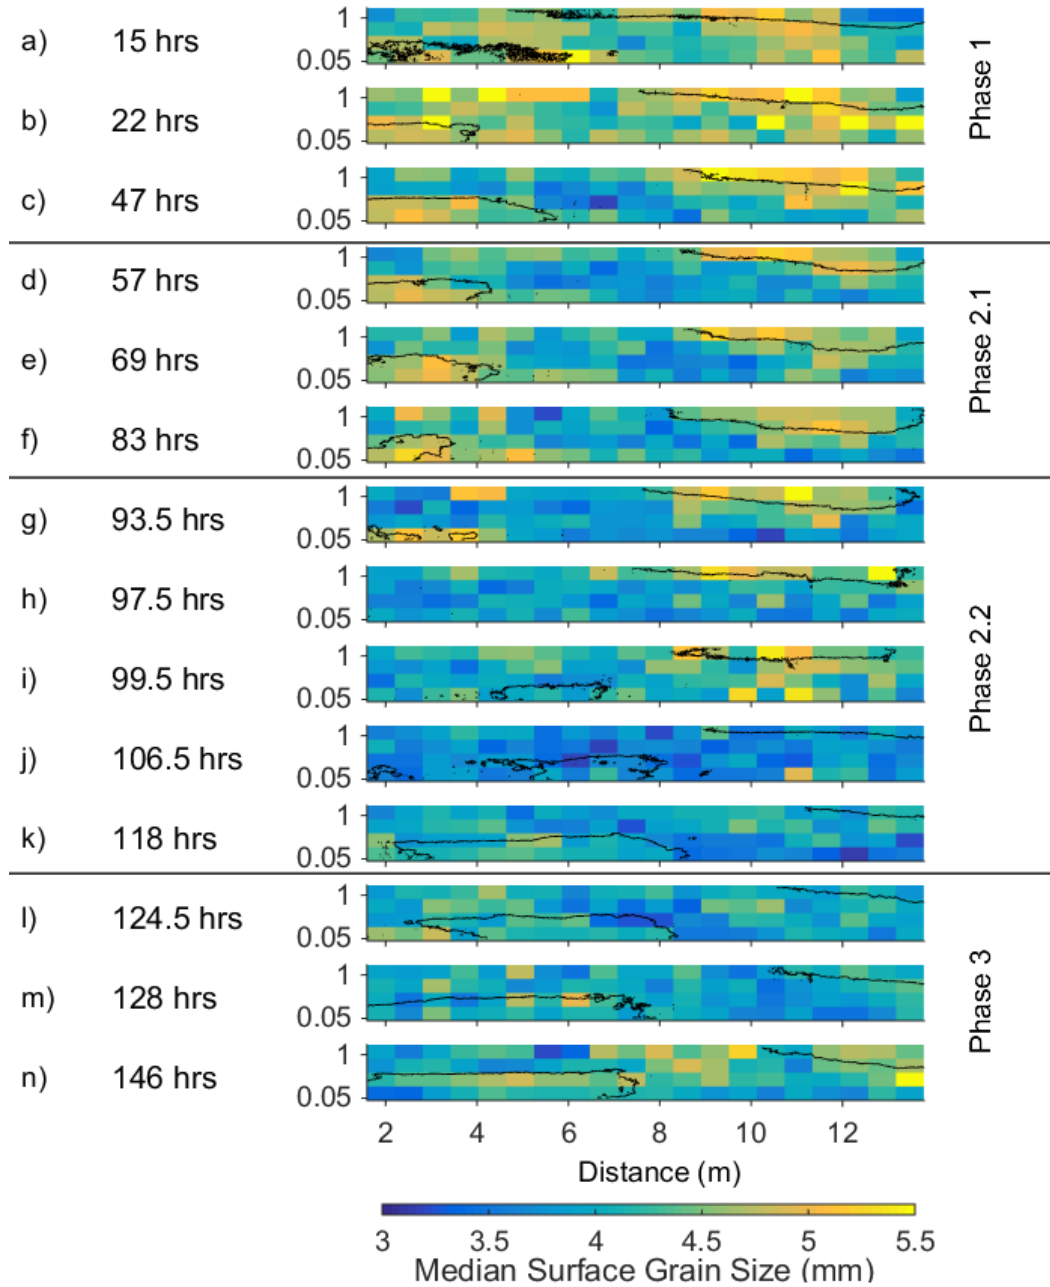 a) 15 hrs 1 0.05
b) 22 hrs 1 0.05
c) 47 hrs 1 0.05
Phase 1
d) 57 hrs 1 0.05
e) 69 hrs 1 0.05
f) 83 hrs 1 0.05
Phase 2.1
g) 93.5 hrs 1 0.05
h) 97.5 hrs 1 0.05
i) 99.5 hrs 1 0.05
j) 106.5 hrs 1 0.05
k) 118 hrs 1 0.05
Phase 2.2
l) 124.5 hrs 1 0.05
m) 128 hrs 1 0.05
n) 146 hrs 1 0.05
Phase 3
2 4 6 8 10 12
Distance (m)
3 3.5 4 4.5 5 5.5
Median Surface Grain Size (mm)